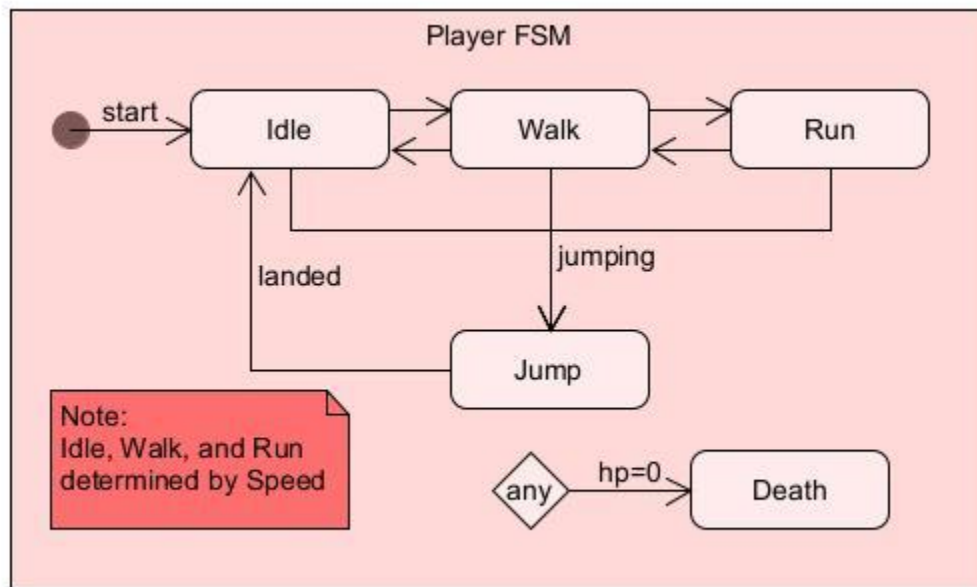 Player FSM
start
Idle
Walk
Run
landed
jumping
Jump
Note:
Idle, Walk, and Run
determined by Speed
any
hp=0
Death